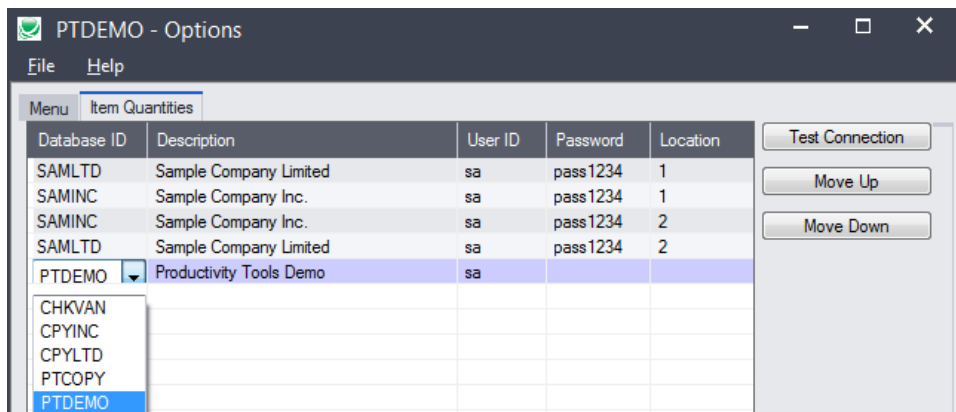 PTDEMO - Options
File Help
Menu Item Quantities
Database ID Description User ID Password Location
SAMLTD Sample Company Limited sa pass1234 1
SAMINC Sample Company Inc. sa pass1234 1
SAMINC Sample Company Inc. sa pass1234 2
SAMLTD Sample Company Limited sa pass1234 2
PTDEMO Productivity Tools Demo sa
CHKVAN
CPYINC
CPYLTD
PTCOPY
PTDEMO
Test Connection
Move Up
Move Down